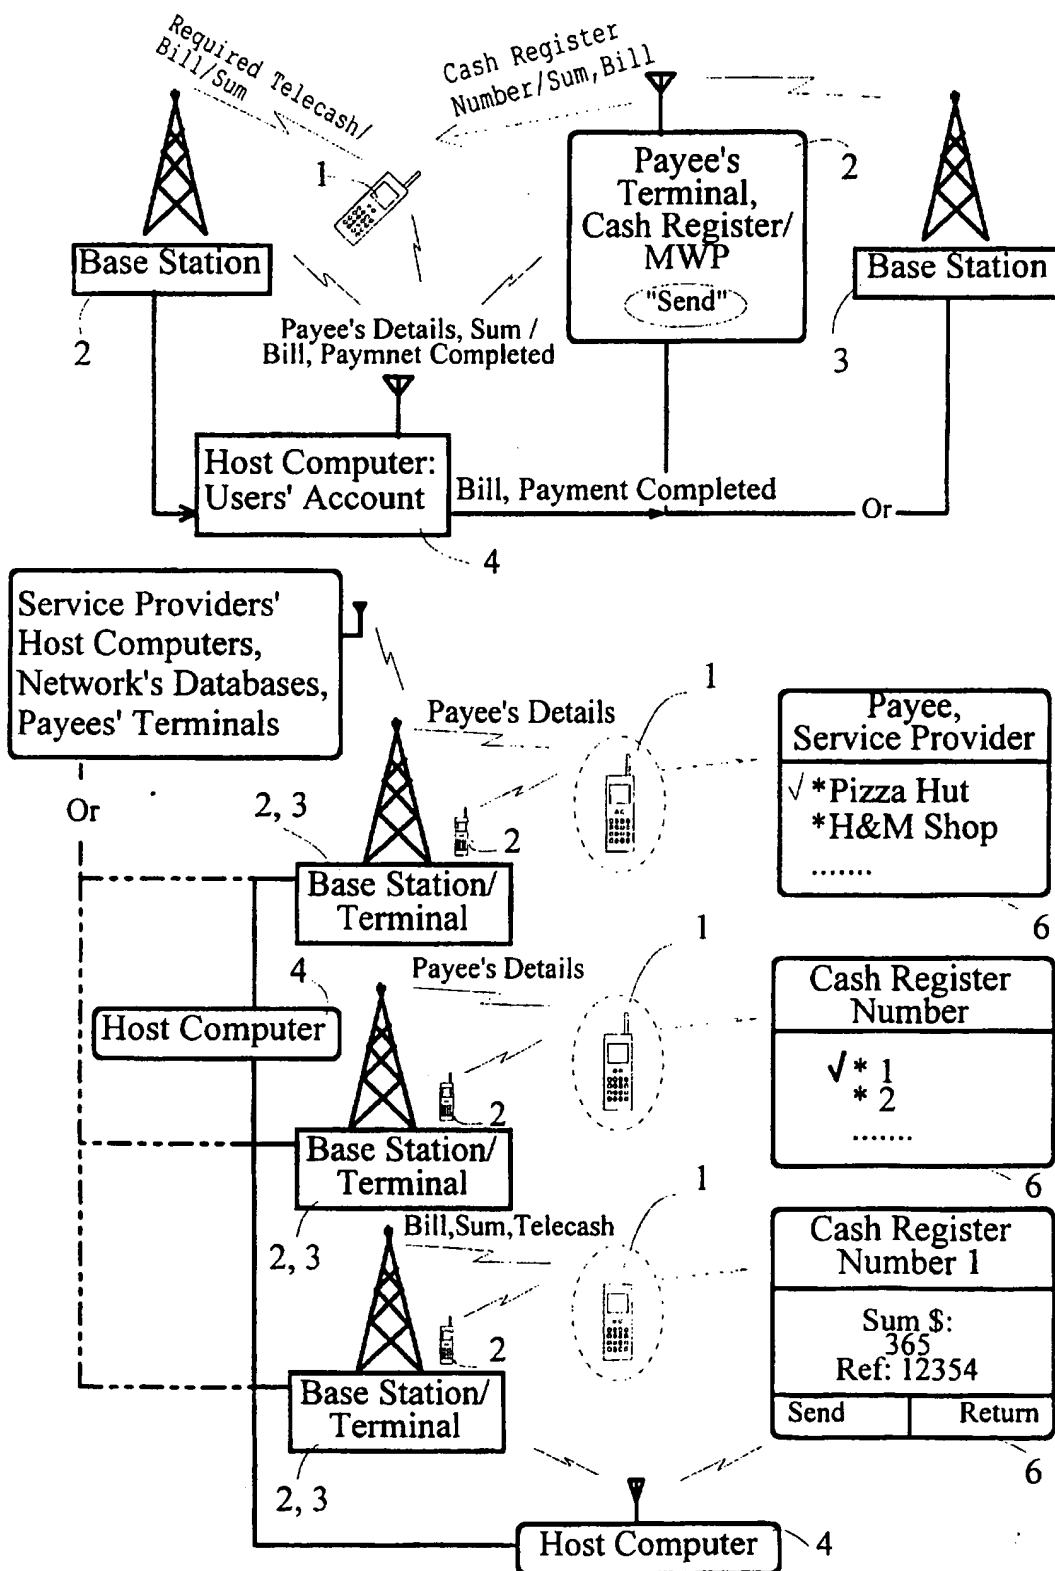 Required Telecash/
Bill/Sum
Cash Register
Number/Sum,Bill
1
2
Payee's
Terminal,
Cash Register/
MWP
"Send"
Base Station
2
Base Station
3
Payee's Details, Sum /
Bill, Paymnet Completed
Host Computer:
Users' Account
4
Bill, Payment Completed
Or
Service Providers'
Host Computers,
Network's Databases,
Payees' Terminals
Or
Payee's Details
1
2, 3
2
Base Station/
Terminal
Payee,
Service Provider
√ *Pizza Hut
*H&M Shop
.......
6
4
Host Computer
Payee's Details
1
2
Base Station/
Terminal
2, 3
Cash Register
Number
√ * 1
* 2
.......
6
Bill,Sum,Telecash
1
2
Base Station/
Terminal
2, 3
Cash Register
Number 1
Sum $:
365
Ref: 12354
Send Return
6
Host Computer
4